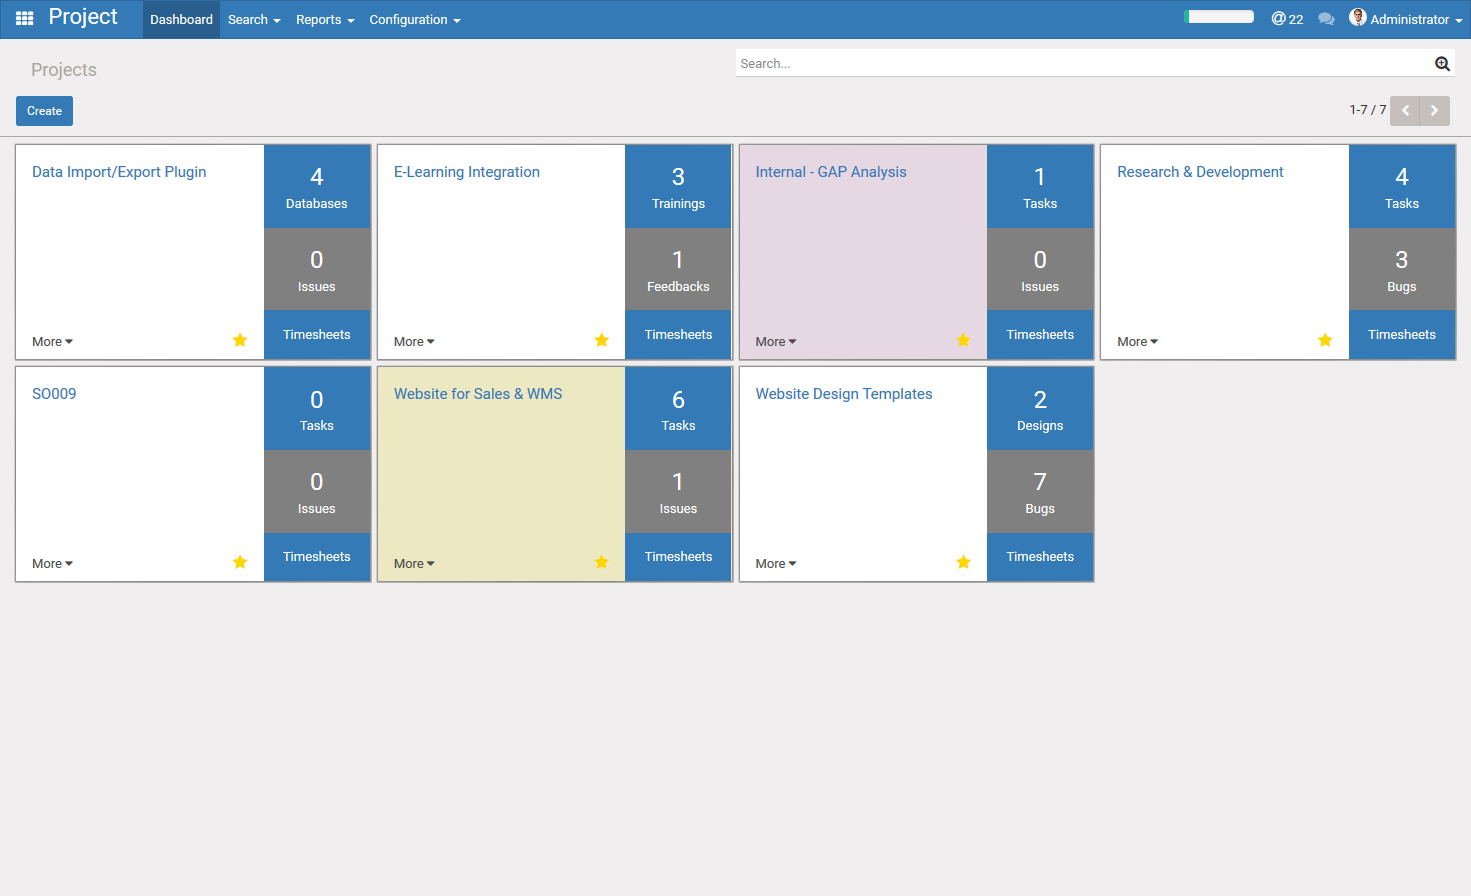 Project
Dashboard Search Reports Configuration
@22 Administrator
Projects
Search...
Create
1-7 / 7
Data Import/Export Plugin
4
Databases
0
Issues
More
Timesheets
E-Learning Integration
3
Trainings
1
Feedbacks
More
Timesheets
Internal - GAP Analysis
1
Tasks
0
Issues
More
Timesheets
Research & Development
4
Tasks
3
Bugs
More
Timesheets
SO009
0
Tasks
0
Issues
More
Timesheets
Website for Sales & WMS
6
Tasks
1
Issues
More
Timesheets
Website Design Templates
2
Designs
7
Bugs
More
Timesheets